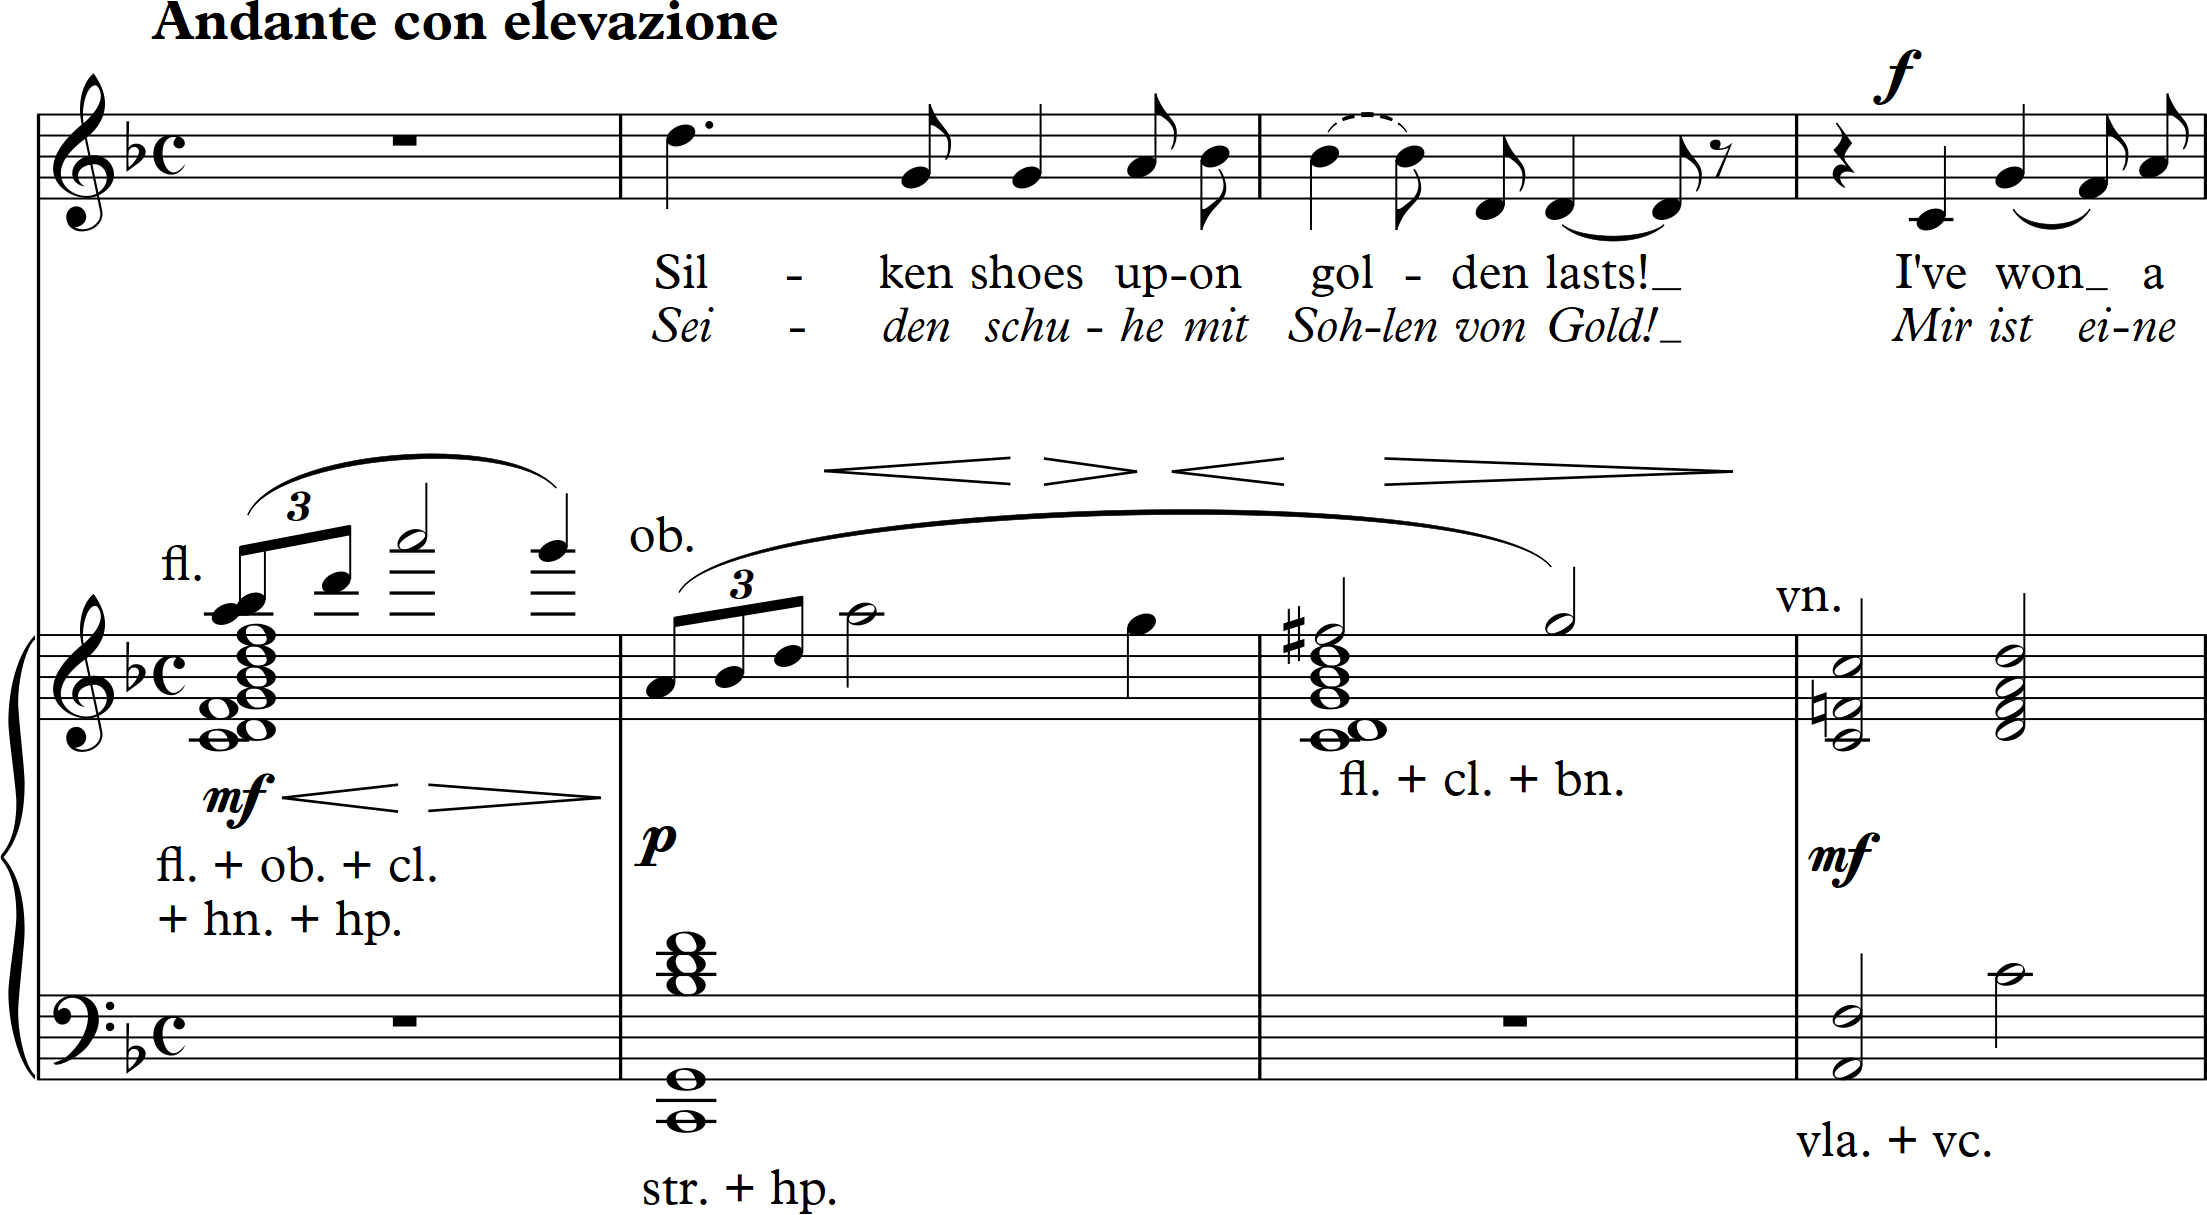 Andante con elevazione
f
Sil - ken shoes up-on gol - den lasts!_ I've won_ a
Sei - den schu - he mit Soh-len von Gold!_ Mir ist ei-ne
3
fl.
ob.
3
vn.
mf
fl. + cl. + bn.
p
mf
fl. + ob. + cl.
+ hn. + hp.
vla. + vc.
str. + hp.